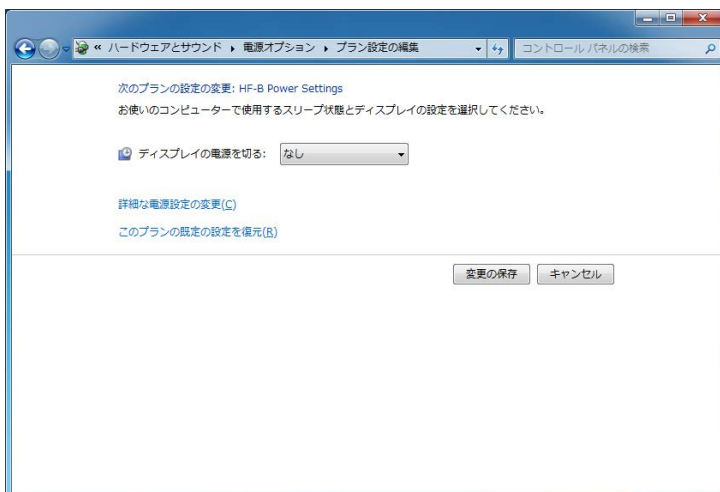 « ハードウェアとサウンド ▸ 電源オプション ▸ プラン設定の編集
コントロール パネルの検索
次のプランの設定の変更: HF-B Power Settings
お使いのコンピューターで使用するスリープ状態とディスプレイの設定を選択してください。
ディスプレイの電源を切る: なし
詳細な電源設定の変更(C)
このプランの既定の設定を復元(R)
変更の保存 キャンセル